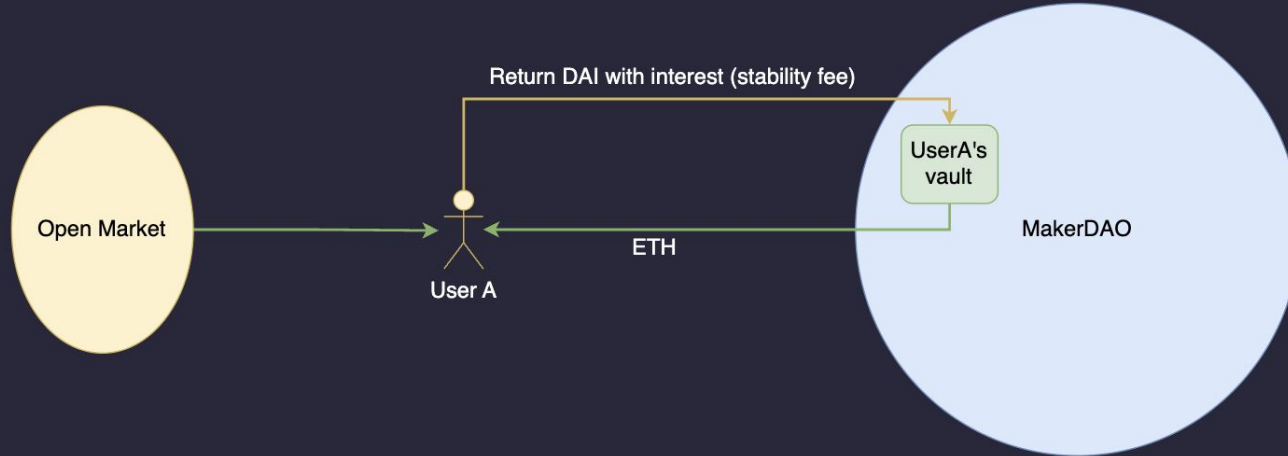 Return DAI with interest (stability fee)
UserA's
vault
Open Market
MakerDAO
ETH
User A